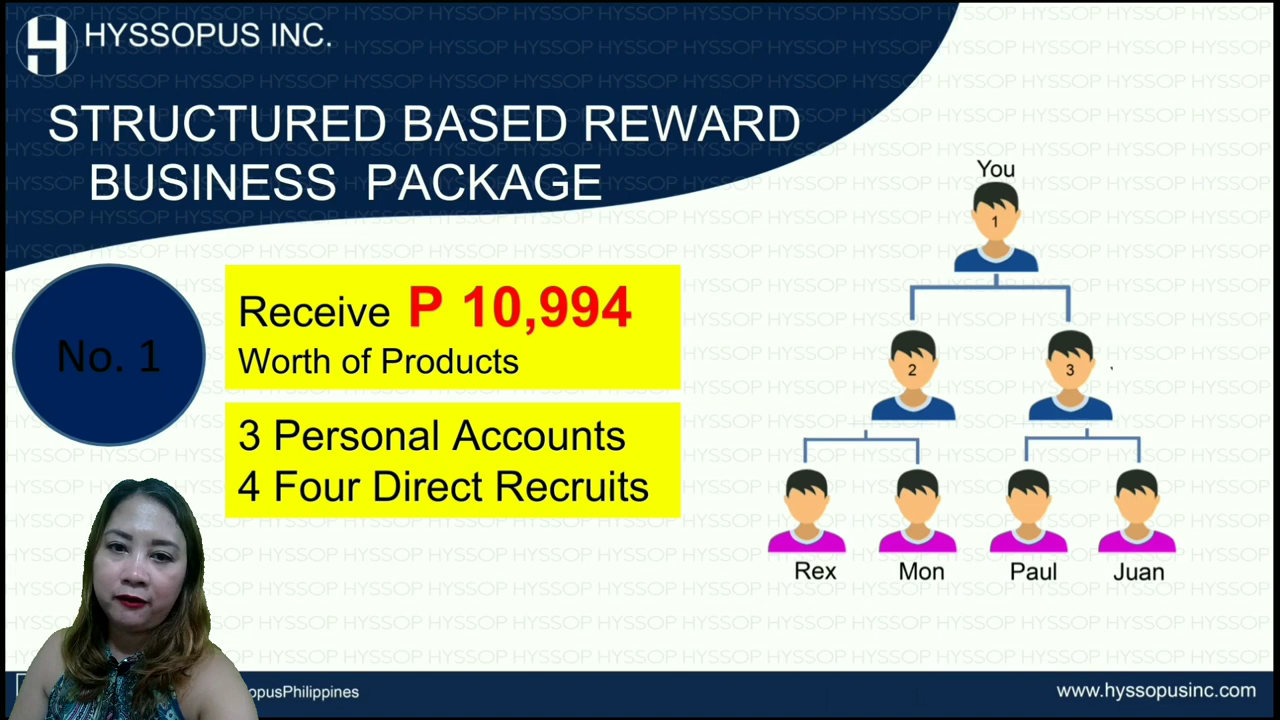 HYSSOPUS INC.
STRUCTURED BASED REWARD
BUSINESS PACKAGE
No. 1
Receive P 10,994
Worth of Products
3 Personal Accounts
4 Four Direct Recruits
You
1
2
3
Rex
Mon
Paul
Juan
www.hyssopusinc.com